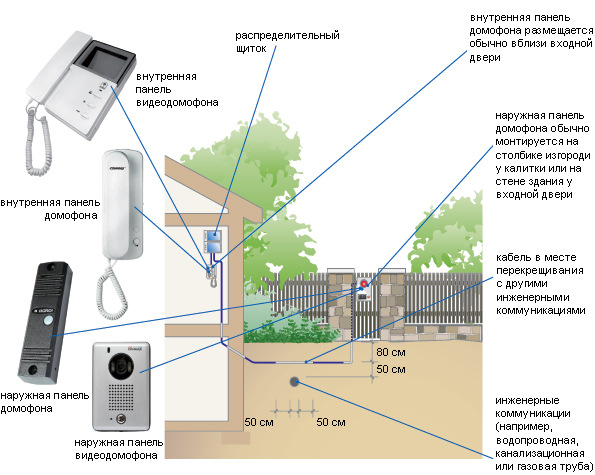 внутренняя панель
домофона размещается
обычно вблизи входной
двери
распределительный
щиток
внутренняя
панель
видеодомофона
наружная панель
домофона обычно
монтируется на
столбике изгороди
у калитки или на
стене здания у
входной двери
внутренняя панель
домофона
кабель в месте
перекрещивания
с другими
инженерными
коммуникациями
80 см
50 см
наружная панель
домофона
50 см
50 см
инженерные
коммуникации
(например,
водопроводная,
канализационная
или газовая труба)
наружная панель
видеодомофона